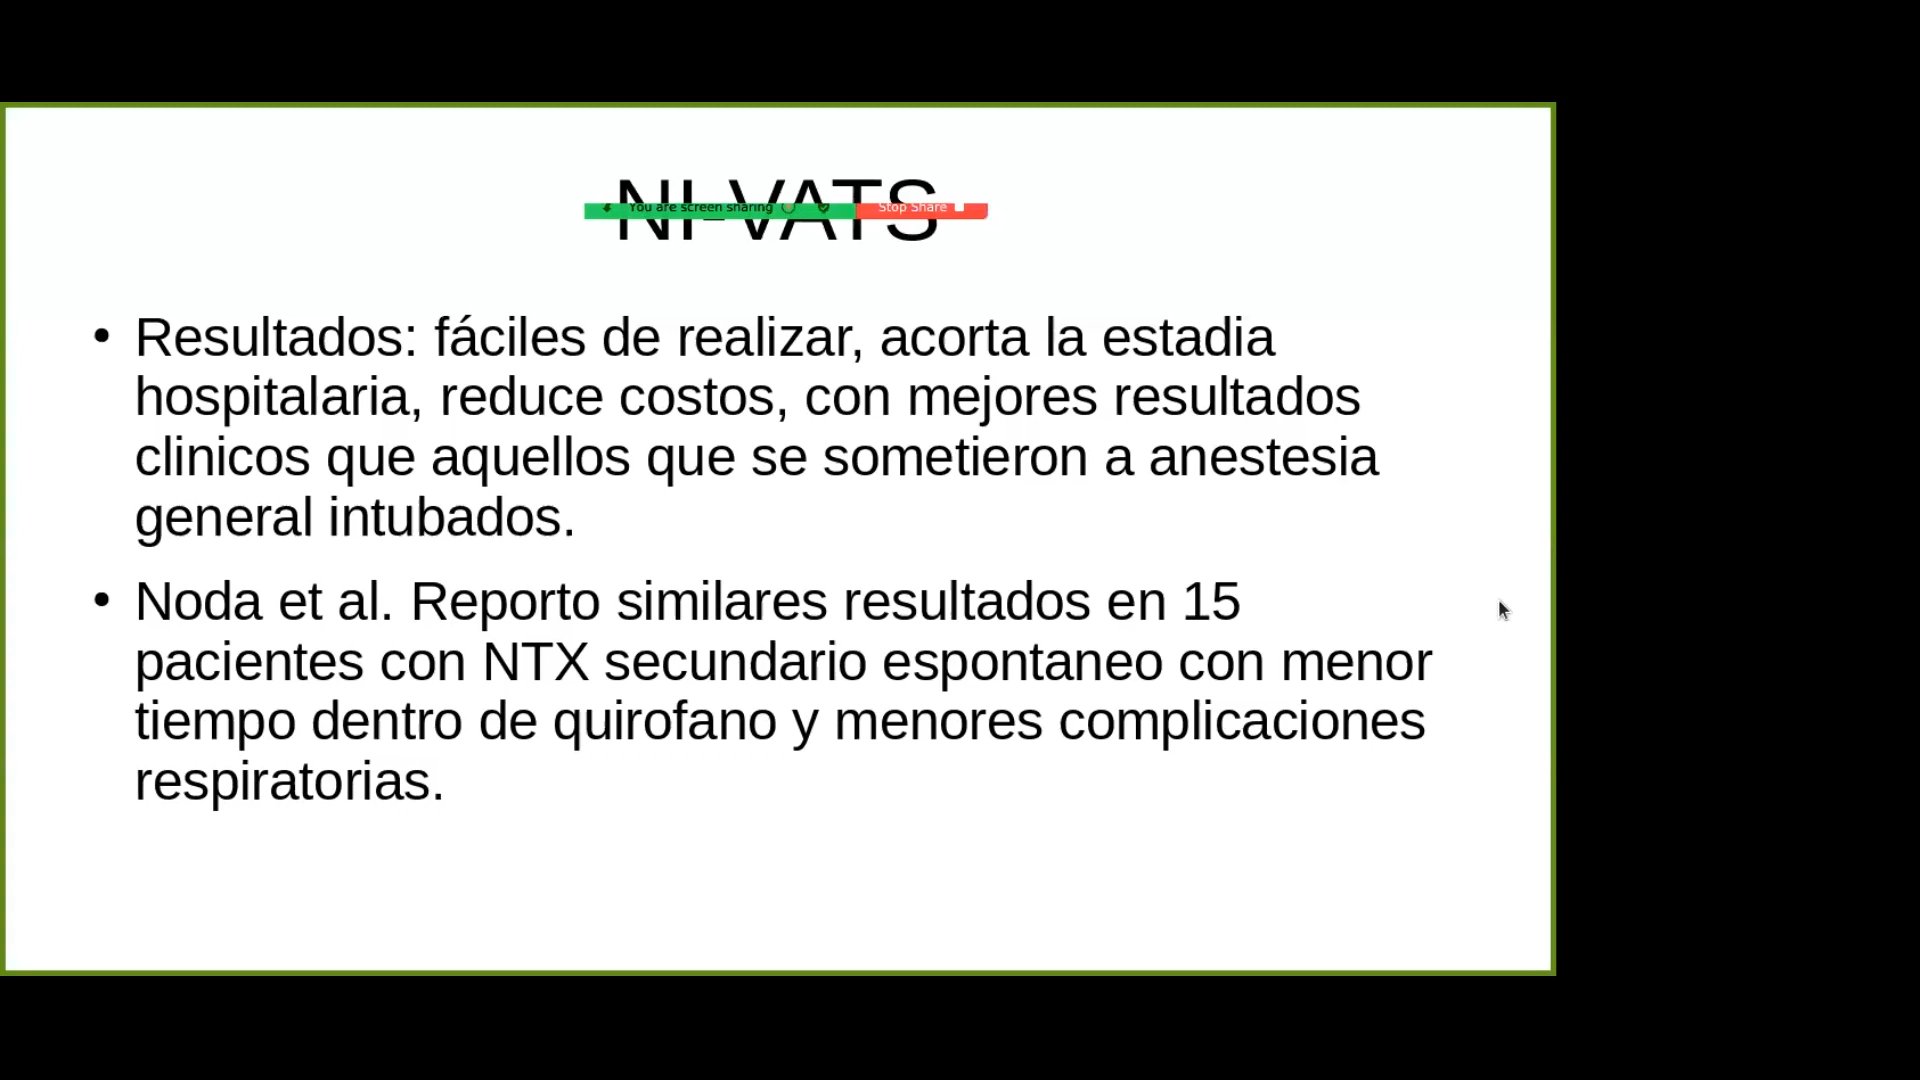 NI-VATS
You are screen sharing Stop Share
• Resultados: fáciles de realizar, acorta la estadia
hospitalaria, reduce costos, con mejores resultados
clinicos que aquellos que se sometieron a anestesia
general intubados.
• Noda et al. Reporto similares resultados en 15
pacientes con NTX secundario espontaneo con menor
tiempo dentro de quirofano y menores complicaciones
respiratorias.